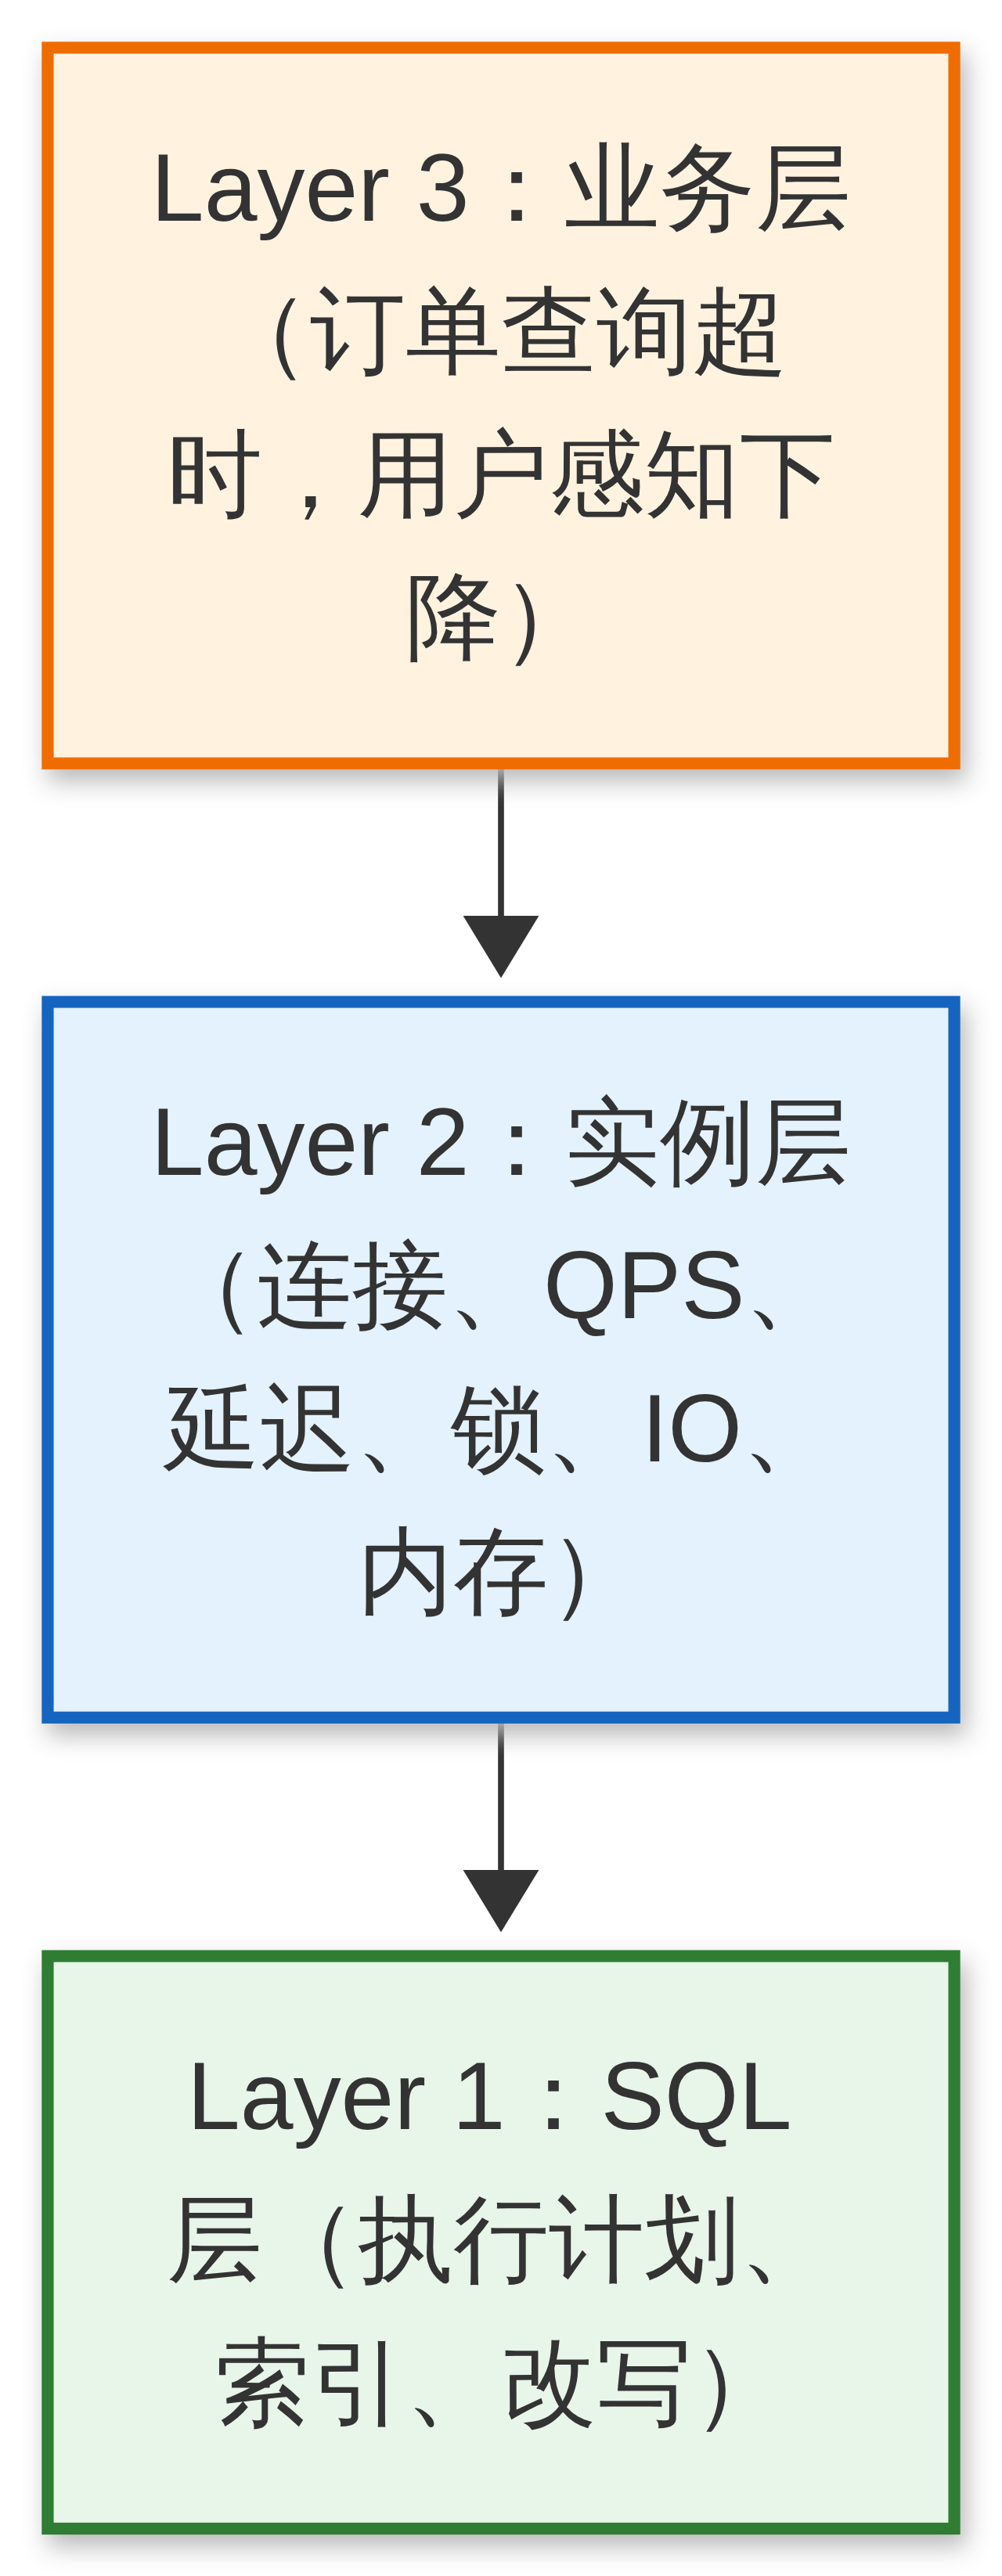 Layer 3：业务层
（订单查询超
时，用户感知下
降）
Layer 2：实例层
（连接、QPS、
延迟、锁、IO、
内存）
Layer 1：SQL
层（执行计划、
索引、改写）